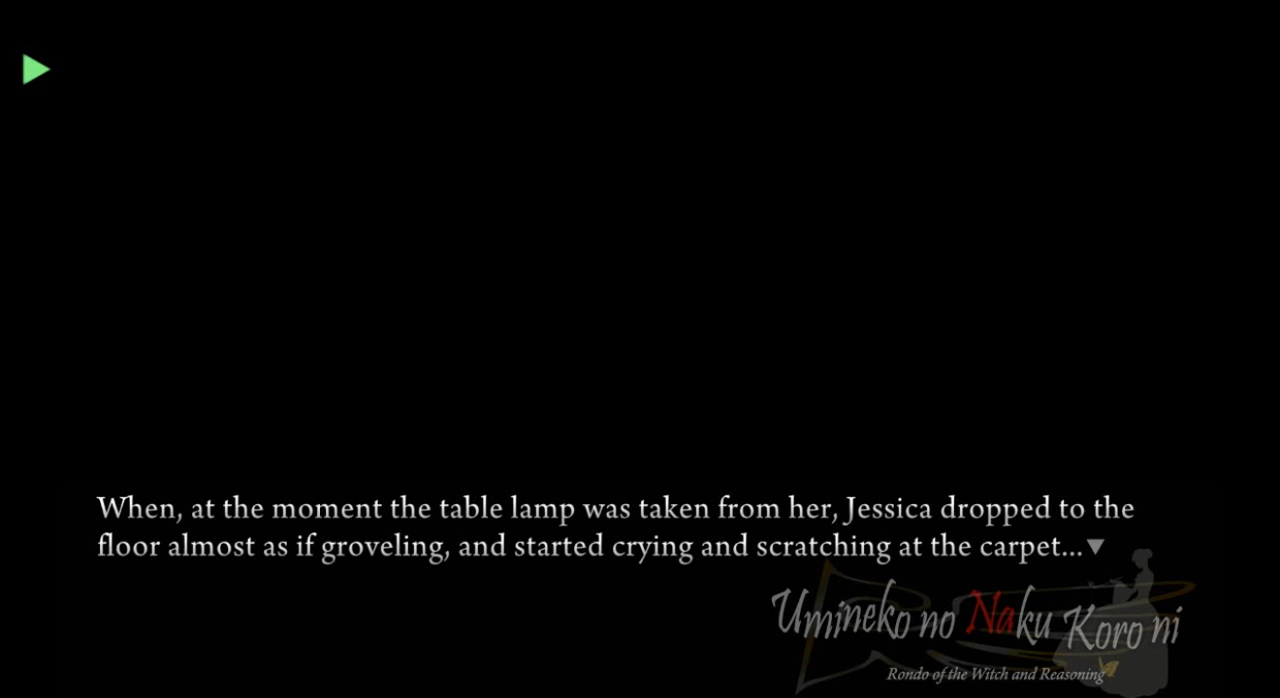 When, at the moment the table lamp was taken from her, Jessica dropped to the
floor almost as if groveling, and started crying and scratching at the carpet...
Umineko no Naku Koro ni
Rondo of the Witch and Reasoning